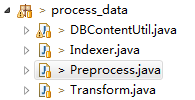 process_data
DBContentUtil.java
> Indexer.java
> Preprocess.java
> Transform.java